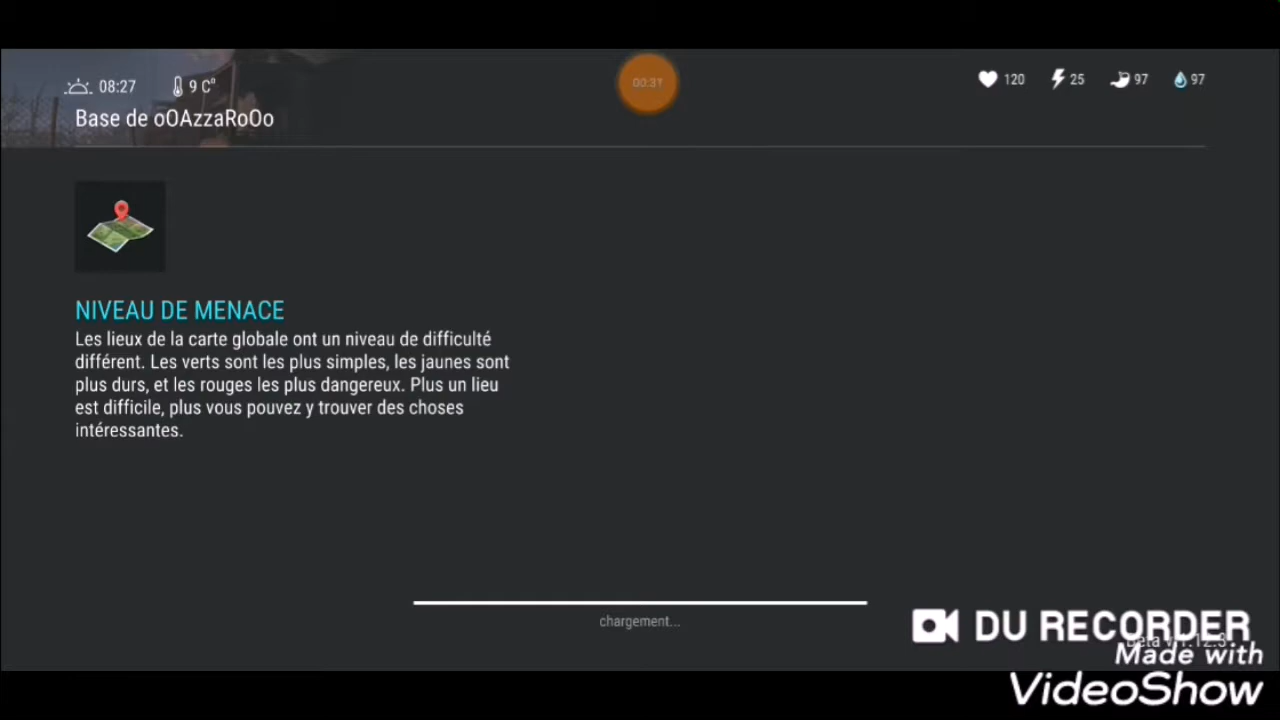 08:27
9 C°
00:31
120
25
97
97
Base de oOAzzaRoOo
NIVEAU DE MENACE
Les lieux de la carte globale ont un niveau de difficulté
différent. Les verts sont les plus simples, les jaunes sont
plus durs, et les rouges les plus dangereux. Plus un lieu
est difficile, plus vous pouvez y trouver des choses
intéressantes.
chargement...
DU RECORDER
Made with
VideoShow